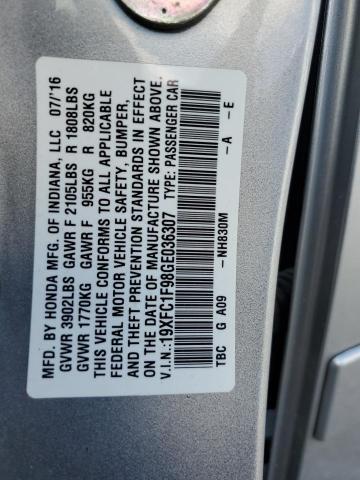 MFD. BY HONDA MFG. OF INDIANA, LLC 07/16
GVWR 3902LBS GAWR F 2105LBS R 1808LBS
GVWR 1770KG GAWR F 955KG R 820KG
THIS VEHICLE CONFORMS TO ALL APPLICABLE
FEDERAL MOTOR VEHICLE SAFETY, BUMPER,
AND THEFT PREVENTION STANDARDS IN EFFECT
ON THE DATE OF MANUFACTURE SHOWN ABOVE.
V.I.N.:19XFC1F98GE036307 TYPE: PASSENGER CAR
TBC G A09 -NH830M -A -E